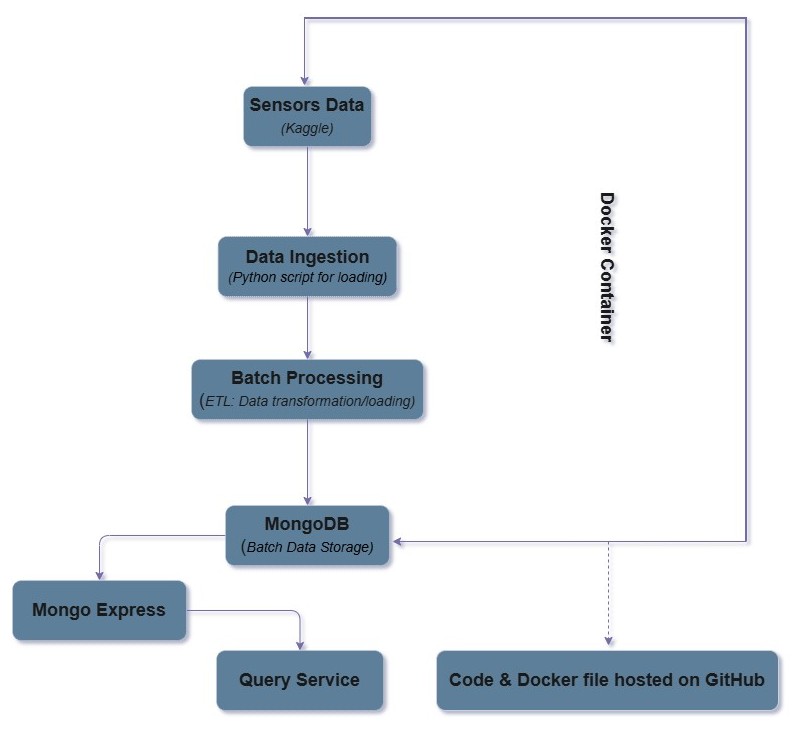 Sensors Data
(Kaggle)
Docker Container
Data Ingestion
(Python script for loading)
Batch Processing
(ETL: Data transformation/loading)
MongoDB
(Batch Data Storage)
Mongo Express
Query Service
Code & Docker file hosted on GitHub